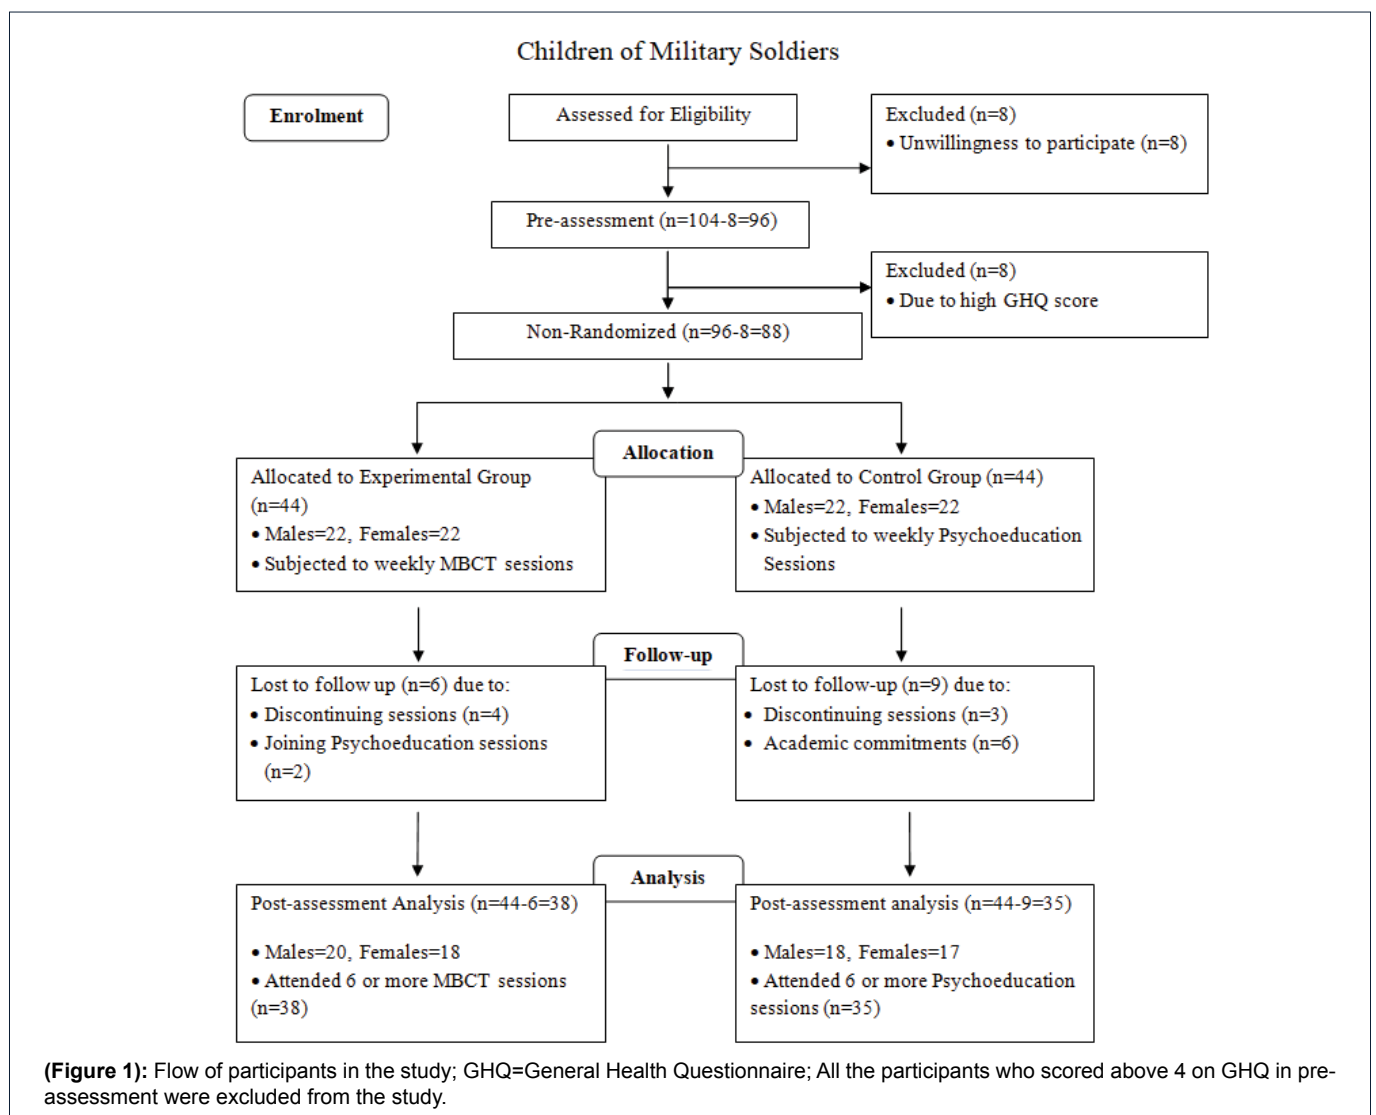 Children of Military Soldiers
Enrolment
Assessed for Eligibility
Excluded (n=8)
• Unwillingness to participate (n=8)
Pre-assessment (n=104-8=96)
Excluded (n=8)
• Due to high GHQ score
Non-Randomized (n=96-8=88)
Allocation
Allocated to Experimental Group
(n=44)
• Males=22, Females=22
• Subjected to weekly MBCT sessions
Allocated to Control Group (n=44)
• Males=22, Females=22
• Subjected to weekly Psychoeducation
Sessions
Follow-up
Lost to follow up (n=6) due to:
• Discontinuing sessions (n=4)
• Joining Psychoeducation sessions
(n=2)
Lost to follow-up (n=9) due to:
• Discontinuing sessions (n=3)
• Academic commitments (n=6)
Analysis
Post-assessment Analysis (n=44-6=38)
• Males=20, Females=18
• Attended 6 or more MBCT sessions
(n=38)
Post-assessment analysis (n=44-9=35)
• Males=18, Females=17
• Attended 6 or more Psychoeducation
sessions (n=35)
(Figure 1): Flow of participants in the study; GHQ=General Health Questionnaire; All the participants who scored above 4 on GHQ in pre-
assessment were excluded from the study.